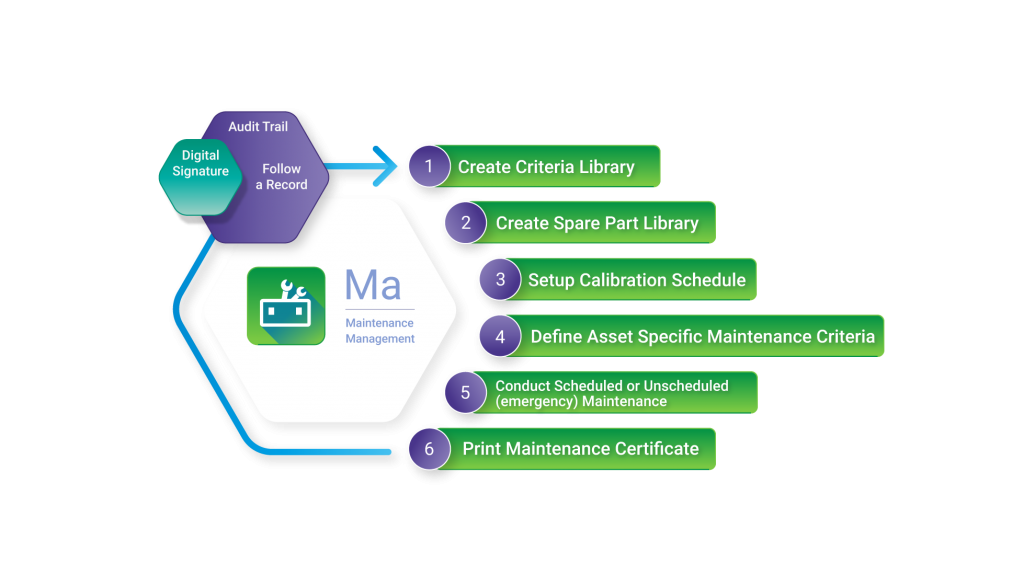 Audit Trail
Digital
Signature
Follow
a Record
Ma
Maintenance
Management
1 Create Criteria Library
2 Create Spare Part Library
3 Setup Calibration Schedule
4 Define Asset Specific Maintenance Criteria
5 Conduct Scheduled or Unscheduled
(emergency) Maintenance
6 Print Maintenance Certificate